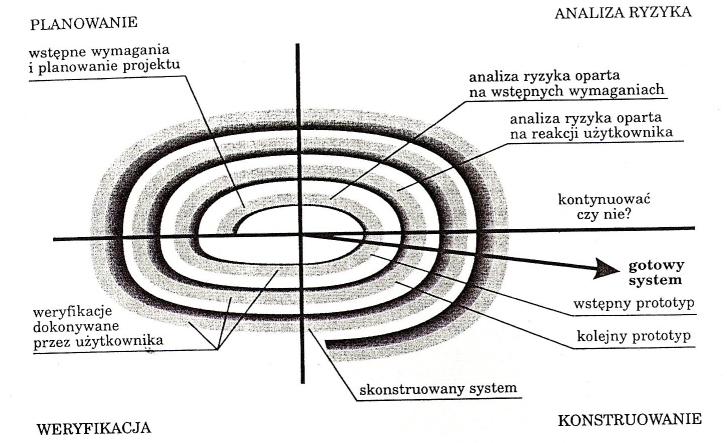 PLANOWANIE
ANALIZA RYZYKA
wstępne wymagania
i planowanie projektu
analiza ryzyka oparta
na wstępnych wymaganiach
analiza ryzyka oparta
na reakcji użytkownika
kontynuować
czy nie?
gotowy
system
wstępny prototyp
weryfikacje
dokonywane
przez użytkownika
kolejny prototyp
skonstruowany system
WERYFIKACJA
KONSTRUOWANIE